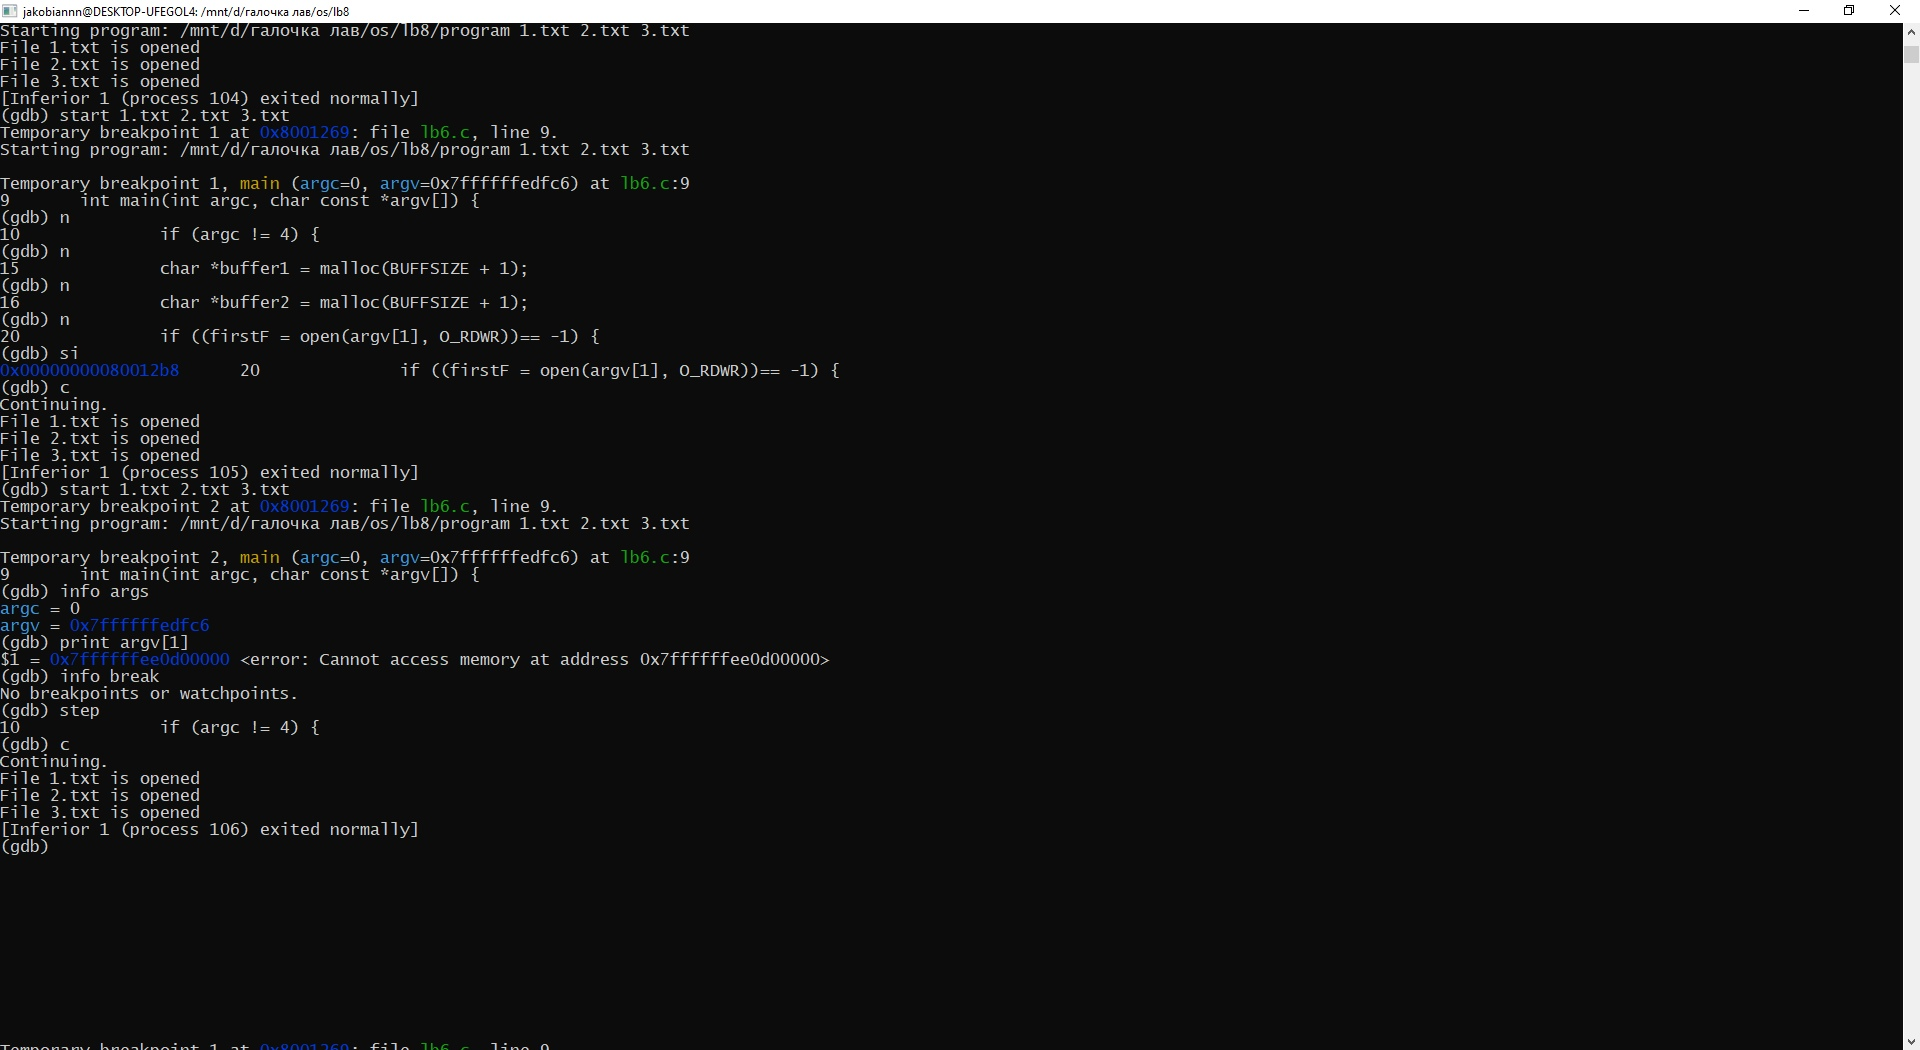 jakobiannn@DESKTOP-UFEGOL4: /mnt/d/галочка лав/os/lb8
Starting program: /mnt/d/галочка лав/os/lb8/program 1.txt 2.txt 3.txt
File 1.txt is opened
File 2.txt is opened
File 3.txt is opened
[Inferior 1 (process 104) exited normally]
(gdb) start 1.txt 2.txt 3.txt
Temporary breakpoint 1 at 0x8001269: file lb6.c, line 9.
Starting program: /mnt/d/галочка лав/os/lb8/program 1.txt 2.txt 3.txt
Temporary breakpoint 1, main (argc=0, argv=0x7ffffffedfc6) at lb6.c:9
9       int main(int argc, char const *argv[]) {
(gdb) n
10              if (argc != 4) {
(gdb) n
15              char *buffer1 = malloc(BUFFSIZE + 1);
(gdb) n
16              char *buffer2 = malloc(BUFFSIZE + 1);
(gdb) n
20              if ((firstF = open(argv[1], O_RDWR))== -1) {
(gdb) si
0x00000000080012b8      20              if ((firstF = open(argv[1], O_RDWR))== -1) {
(gdb) c
Continuing.
File 1.txt is opened
File 2.txt is opened
File 3.txt is opened
[Inferior 1 (process 105) exited normally]
(gdb) start 1.txt 2.txt 3.txt
Temporary breakpoint 2 at 0x8001269: file lb6.c, line 9.
Starting program: /mnt/d/галочка лав/os/lb8/program 1.txt 2.txt 3.txt
Temporary breakpoint 2, main (argc=0, argv=0x7ffffffedfc6) at lb6.c:9
9       int main(int argc, char const *argv[]) {
(gdb) info args
argc = 0
argv = 0x7ffffffedfc6
(gdb) print argv[1]
$1 = 0x7ffffffee0d00000 <error: Cannot access memory at address 0x7ffffffee0d00000>
(gdb) info break
No breakpoints or watchpoints.
(gdb) step
10              if (argc != 4) {
(gdb) c
Continuing.
File 1.txt is opened
File 2.txt is opened
File 3.txt is opened
[Inferior 1 (process 106) exited normally]
(gdb)
Temporary breakpoint 1 at 0x8001269: file lb6.c, line 9.